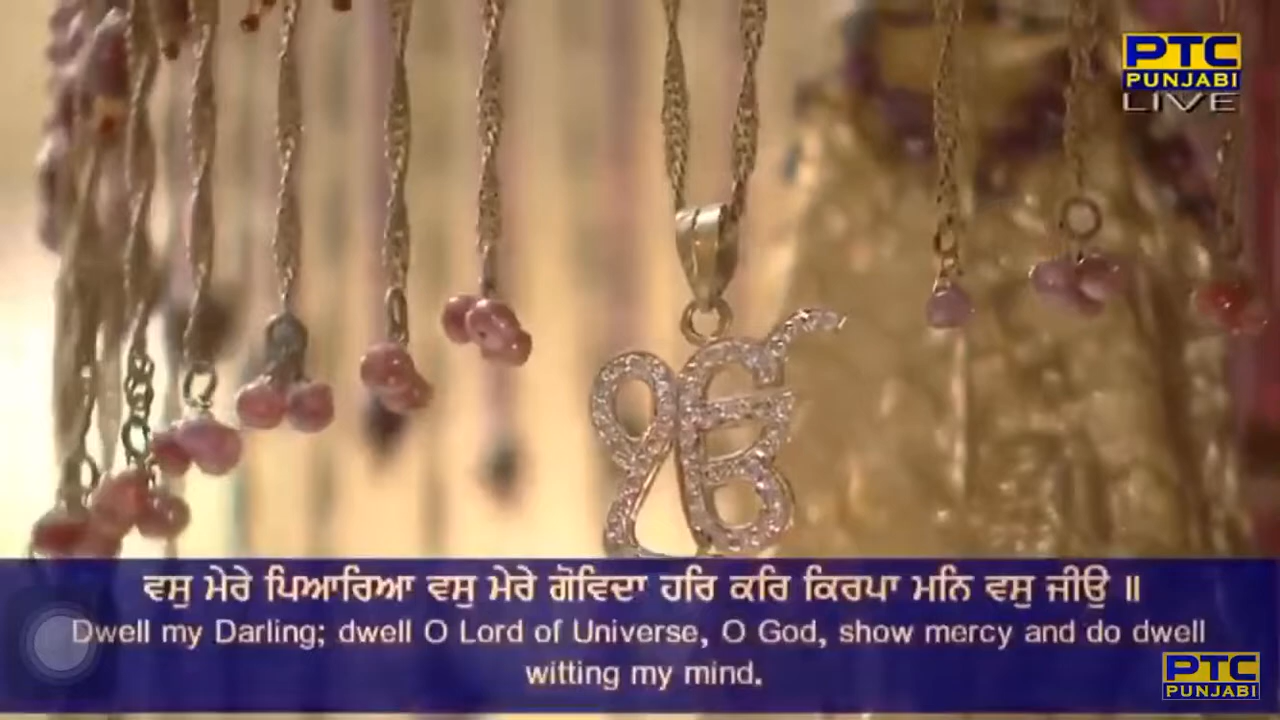 PTC
PUNJABI
LIVE
ੴ
ਵਸੁ ਮੇਰੇ ਪਿਆਰਿਆ ਵਸੁ ਮੇਰੇ ਗੋਵਿਦਾ ਹਰਿ ਕਰਿ ਕਿਰਪਾ ਮਨਿ ਵਸੁ ਜੀਉ ॥
Dwell my Darling; dwell O Lord of Universe, O God, show mercy and do dwell
witting my mind.
PTC
PUNJABI